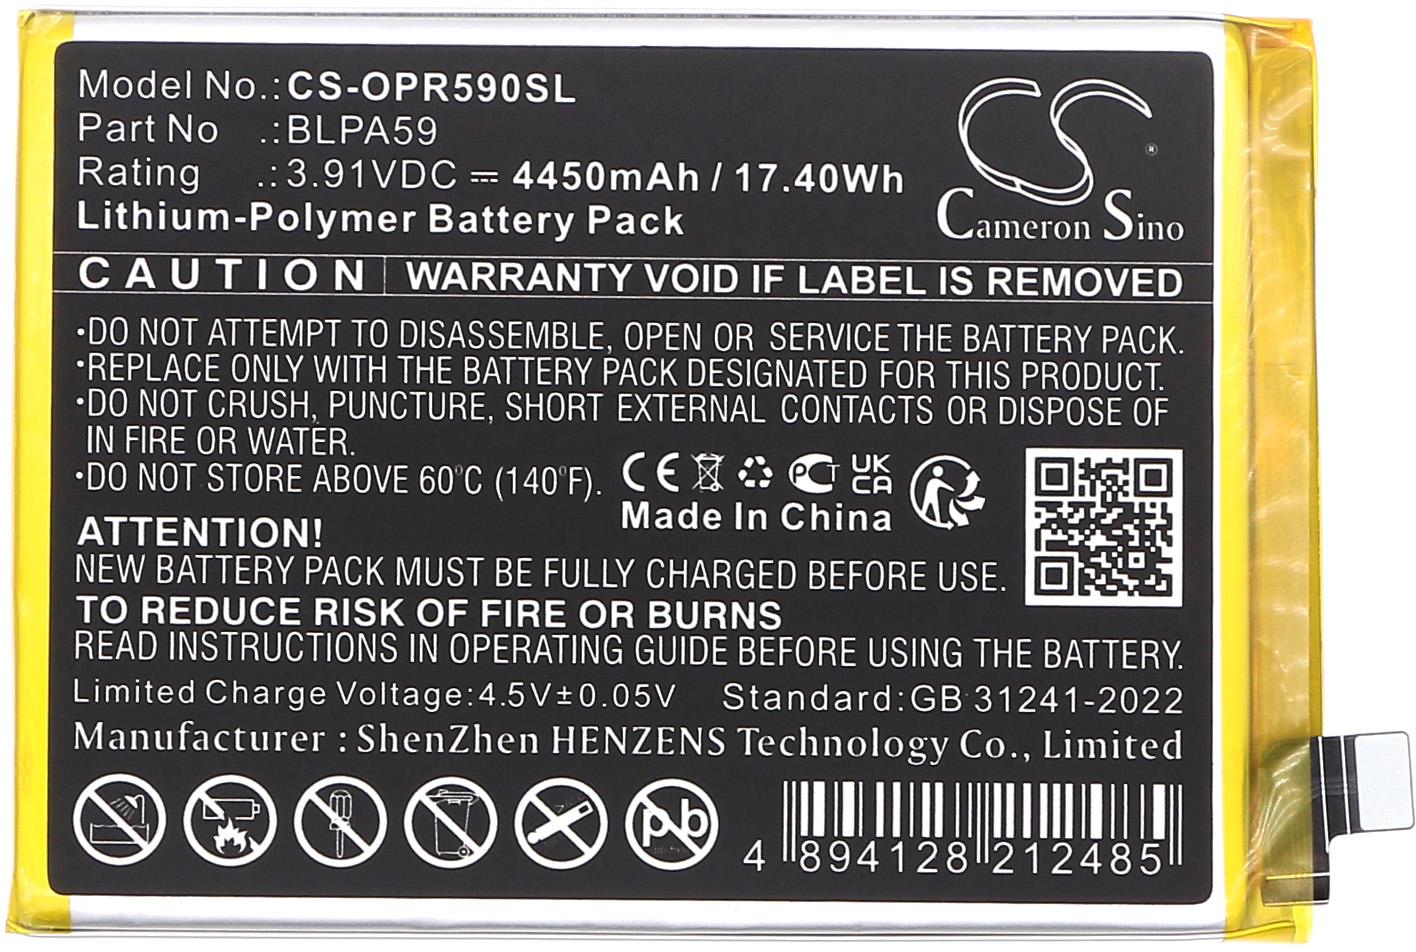 Model No.:CS-OPR590SL
Part No .:BLPA59
Rating .:3.91VDC ⎓ 4450mAh / 17.40Wh
Lithium-Polymer Battery Pack
CS
®
Cameron Sino
CAUTION WARRANTY VOID IF LABEL IS REMOVED
·DO NOT ATTEMPT TO DISASSEMBLE, OPEN OR SERVICE THE BATTERY PACK.
·REPLACE ONLY WITH THE BATTERY PACK DESIGNATED FOR THIS PRODUCT.
·DO NOT CRUSH, PUNCTURE, SHORT EXTERNAL CONTACTS OR DISPOSE OF
IN FIRE OR WATER.
·DO NOT STORE ABOVE 60°C (140°F).
CE PCT UK
CA
Made In China
ATTENTION!
NEW BATTERY PACK MUST BE FULLY CHARGED BEFORE USE.
TO REDUCE RISK OF FIRE OR BURNS
READ INSTRUCTIONS IN OPERATING GUIDE BEFORE USING THE BATTERY.
Limited Charge Voltage:4.5V±0.05V Standard:GB 31241-2022
Manufacturer : ShenZhen HENZENS Technology Co., Limited
pb
4 894128 212485